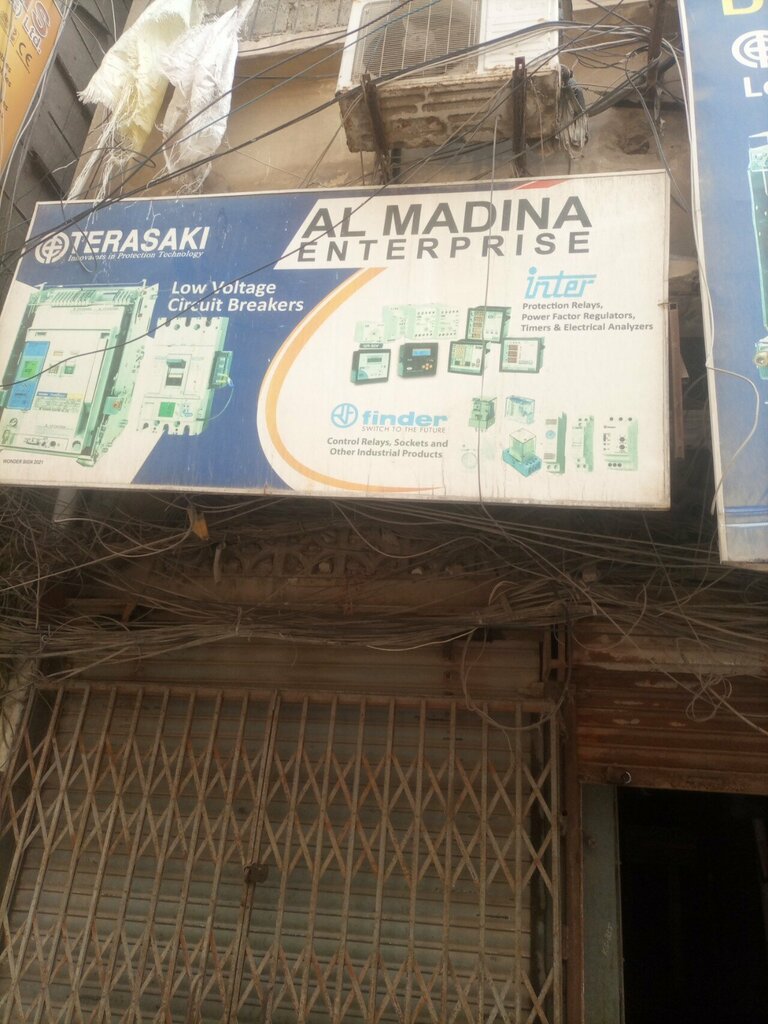 TERASAKI
Innovators in Protection Technology
AL MADINA
ENTERPRISE
Low Voltage
Circuit Breakers
inter
Protection Relays,
Power Factor Regulators,
Timers & Electrical Analyzers
finder
SWITCH TO THE FUTURE
Control Relays, Sockets and
Other Industrial Products